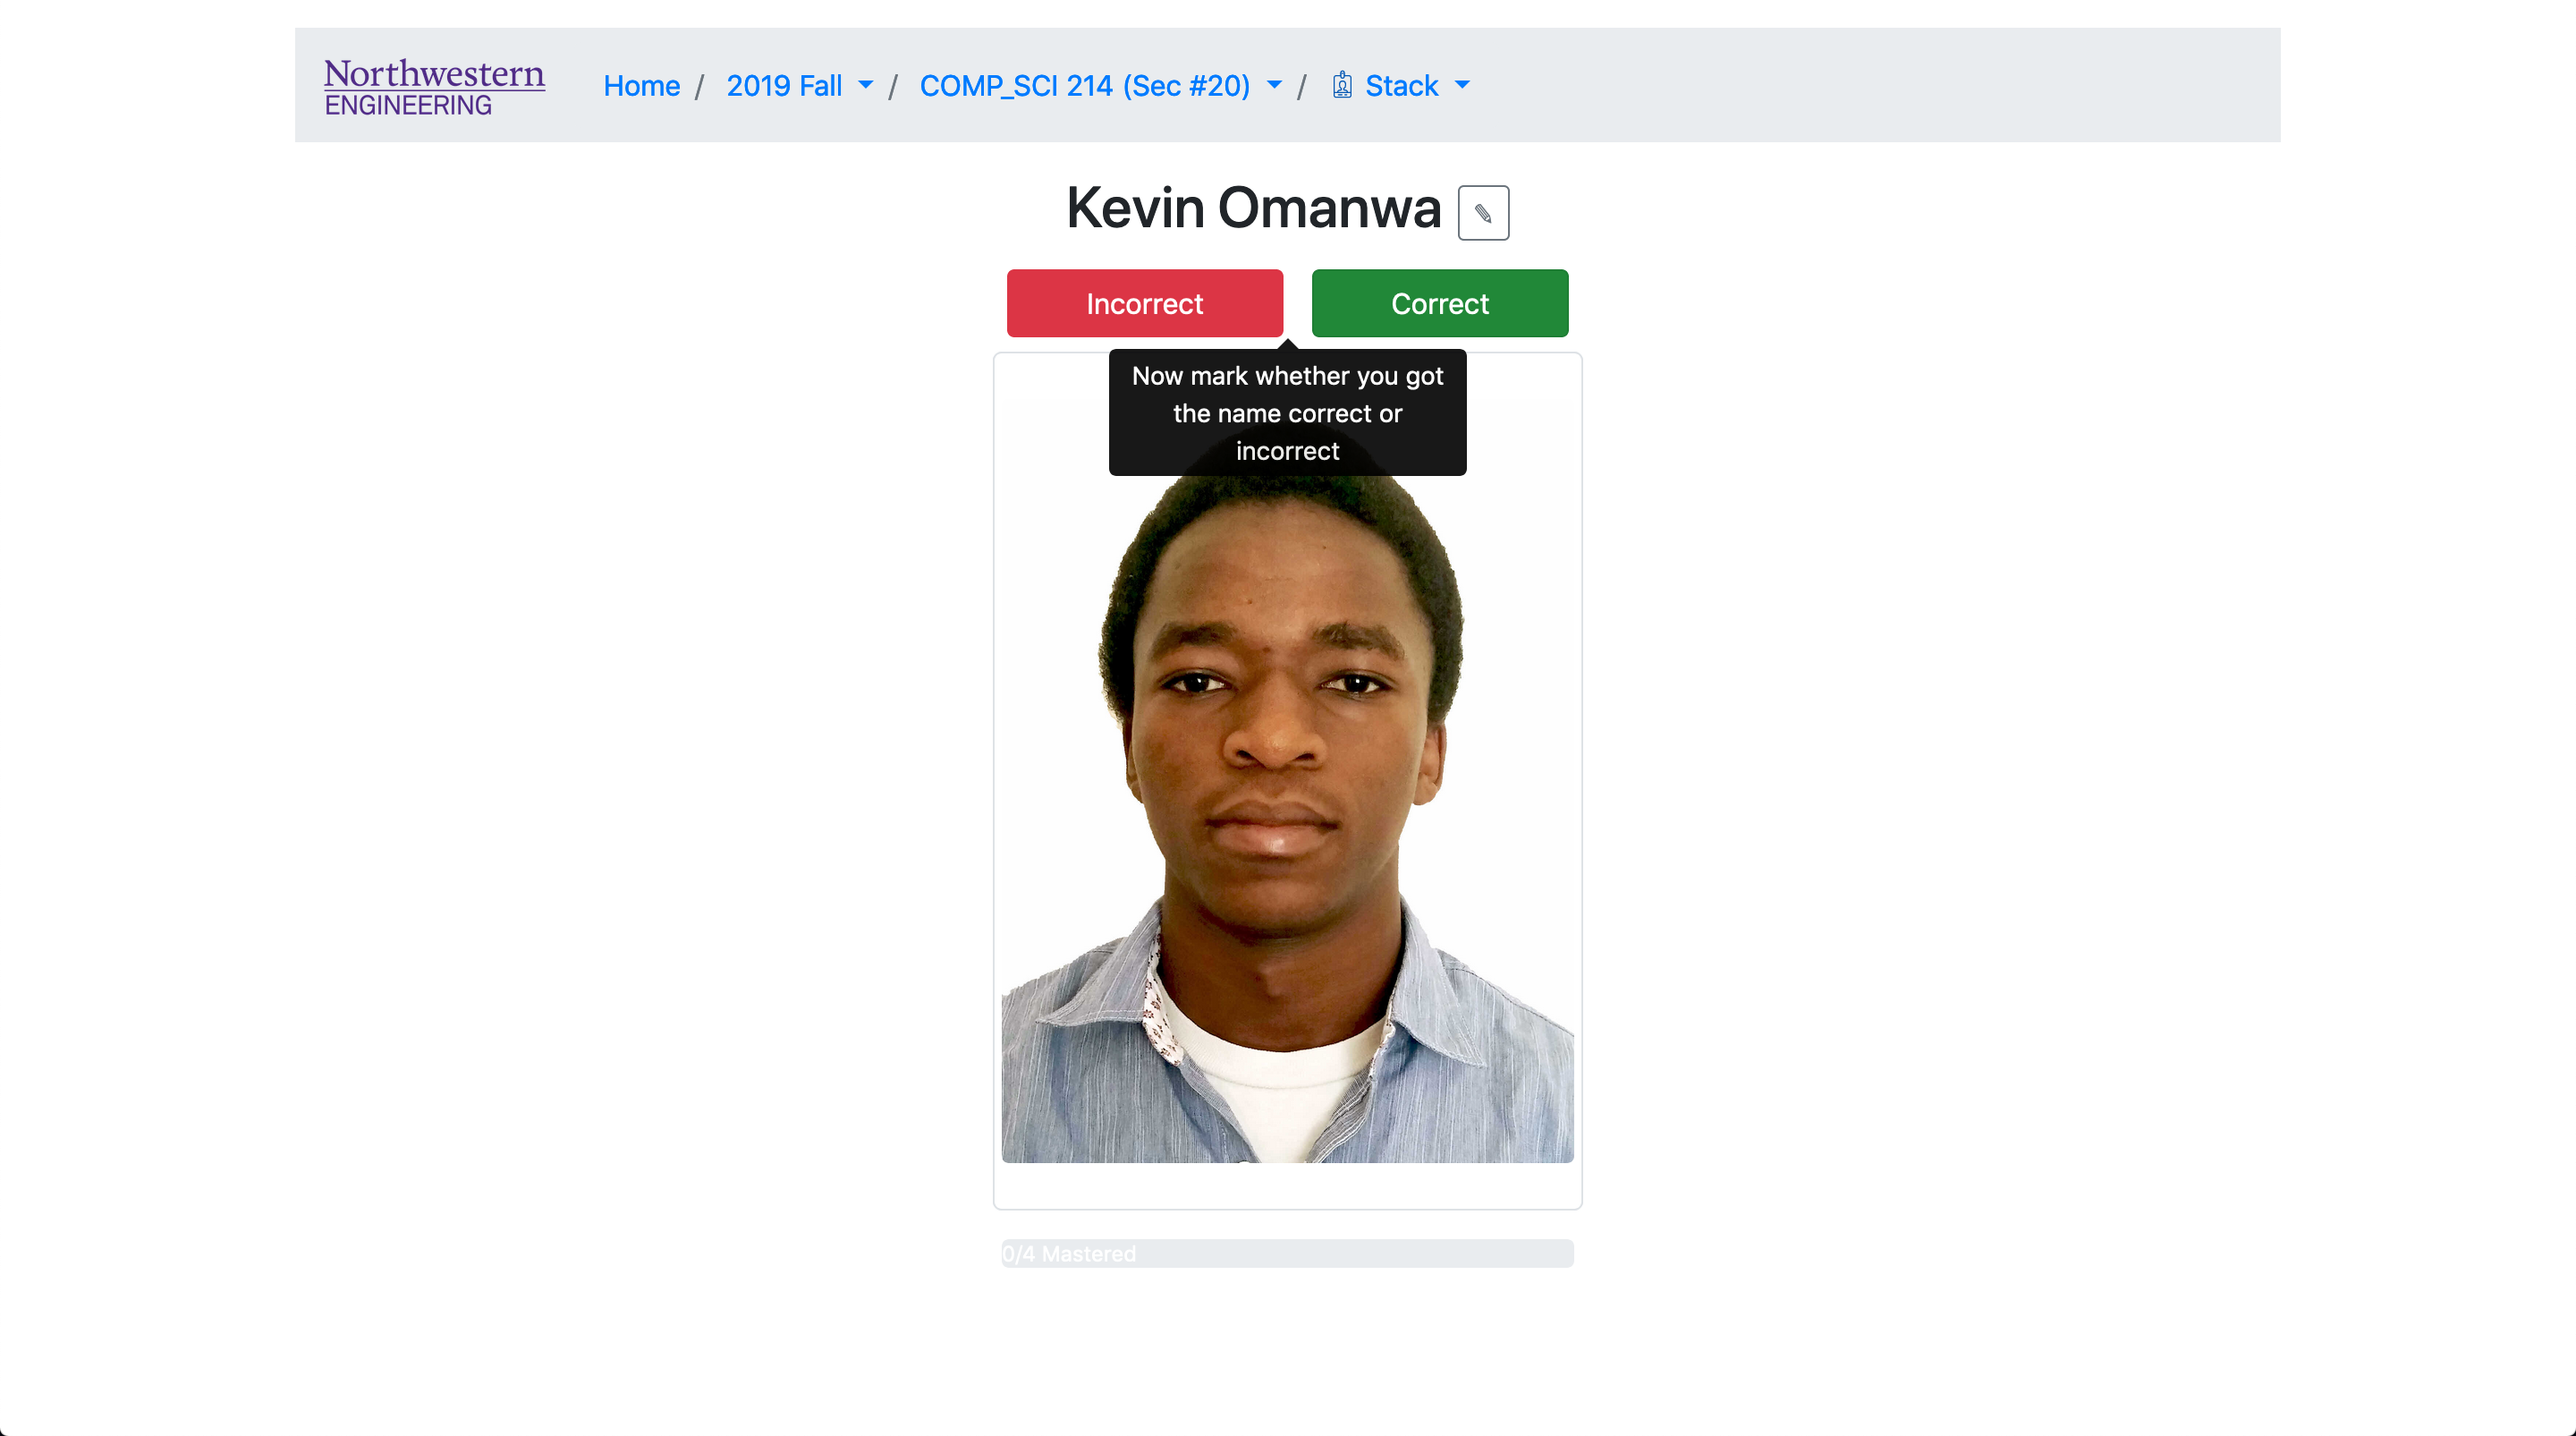 Northwestern
ENGINEERING
Home / 2019 Fall / COMP_SCI 214 (Sec #20) / Stack
Kevin Omanwa
Incorrect
Correct
Now mark whether you got
the name correct or
incorrect
0/4 Mastered